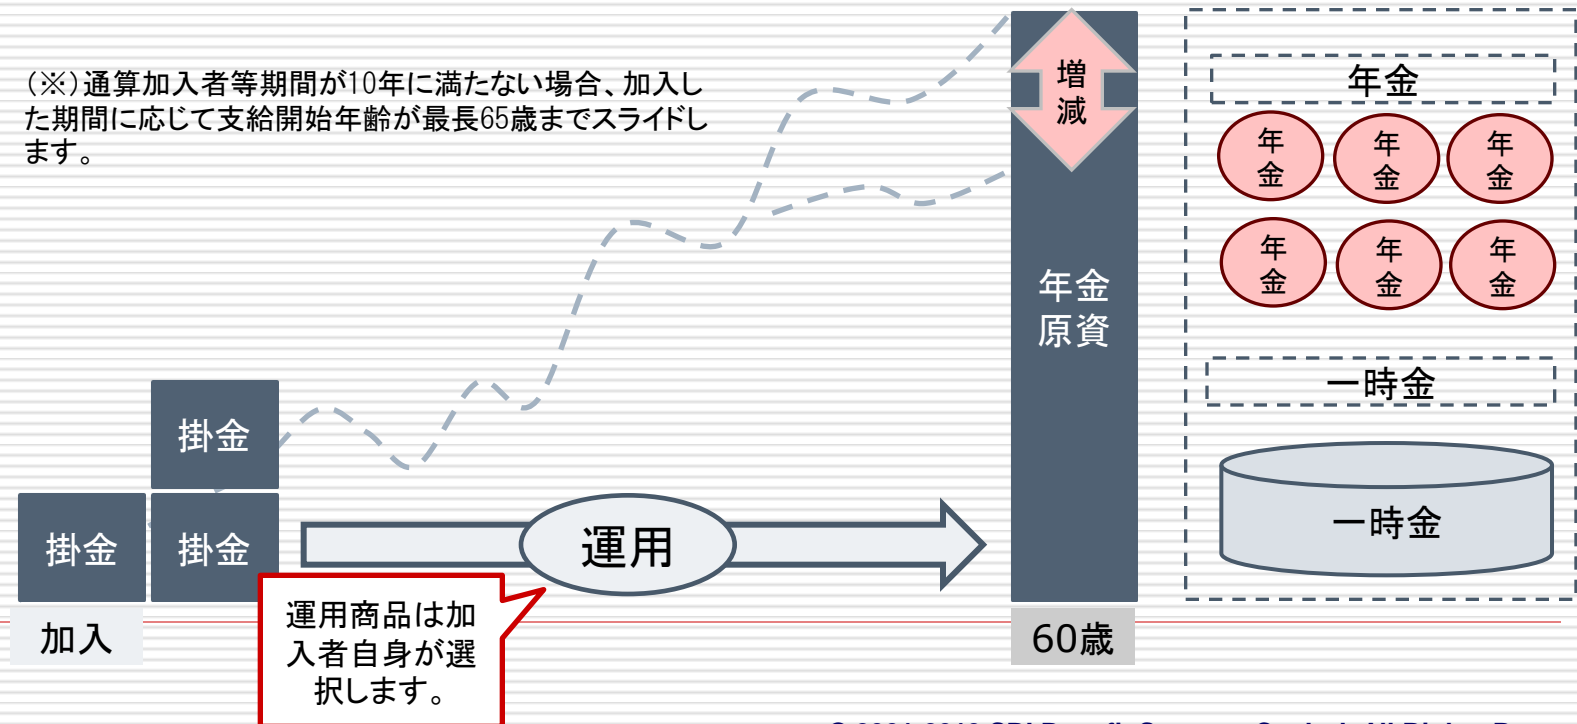 (※)通算加入者等期間が10年に満たない場合、加入し
た期間に応じて支給開始年齢が最長65歳までスライドし
ます。
増
減
年金
原資
掛金
掛金
掛金
運用
運用商品は加
入者自身が選
択します。
加入
60歳
年金
年
金
年
金
年
金
年
金
年
金
年
金
一時金
一時金